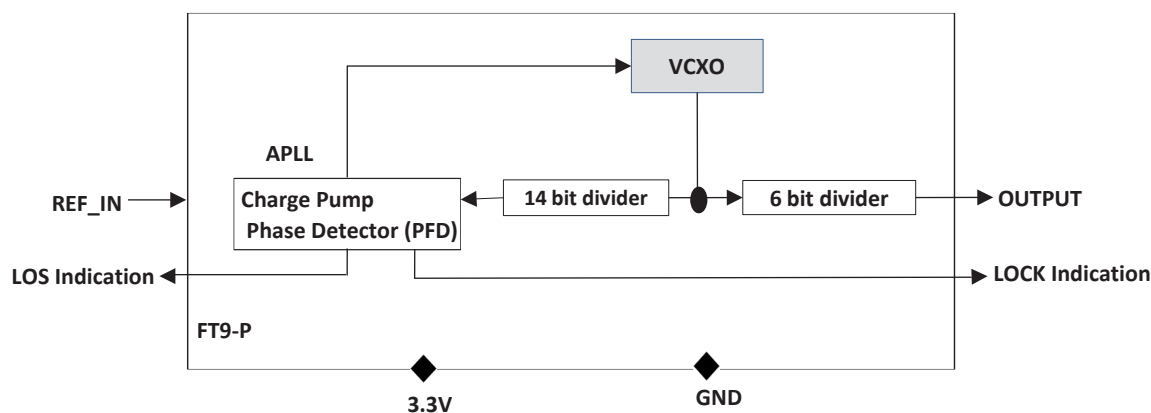 VCXO
APLL
REF_IN
Charge Pump
Phase Detector (PFD)
14 bit divider
6 bit divider
OUTPUT
LOS Indication
LOCK Indication
FT9-P
3.3V
GND